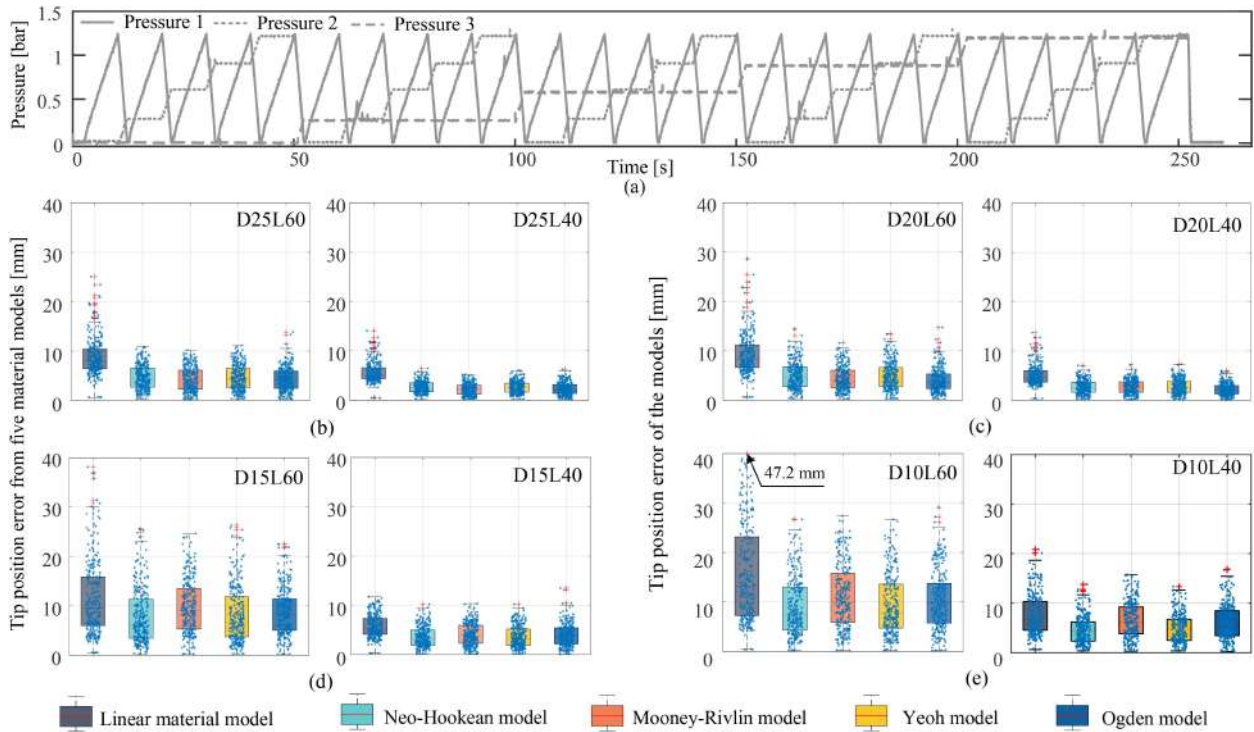 Pressure 1 Pressure 2 Pressure 3
Pressure [bar]
1.5
1
0.5
0
0 50 100 150 200 250
Time [s]
(a)
Tip position error from five material models [mm]
D25L60
40
30
20
10
0
D25L40
40
30
20
10
0
(b)
Tip position error of the models [mm]
D20L60
40
30
20
10
0
D20L40
40
30
20
10
0
(c)
D15L60
40
30
20
10
0
D15L40
40
30
20
10
0
(d)
D10L60
47.2 mm
40
30
20
10
0
D10L40
40
30
20
10
0
(e)
Linear material model Neo-Hookean model Mooney-Rivlin model Yeoh model Ogden model